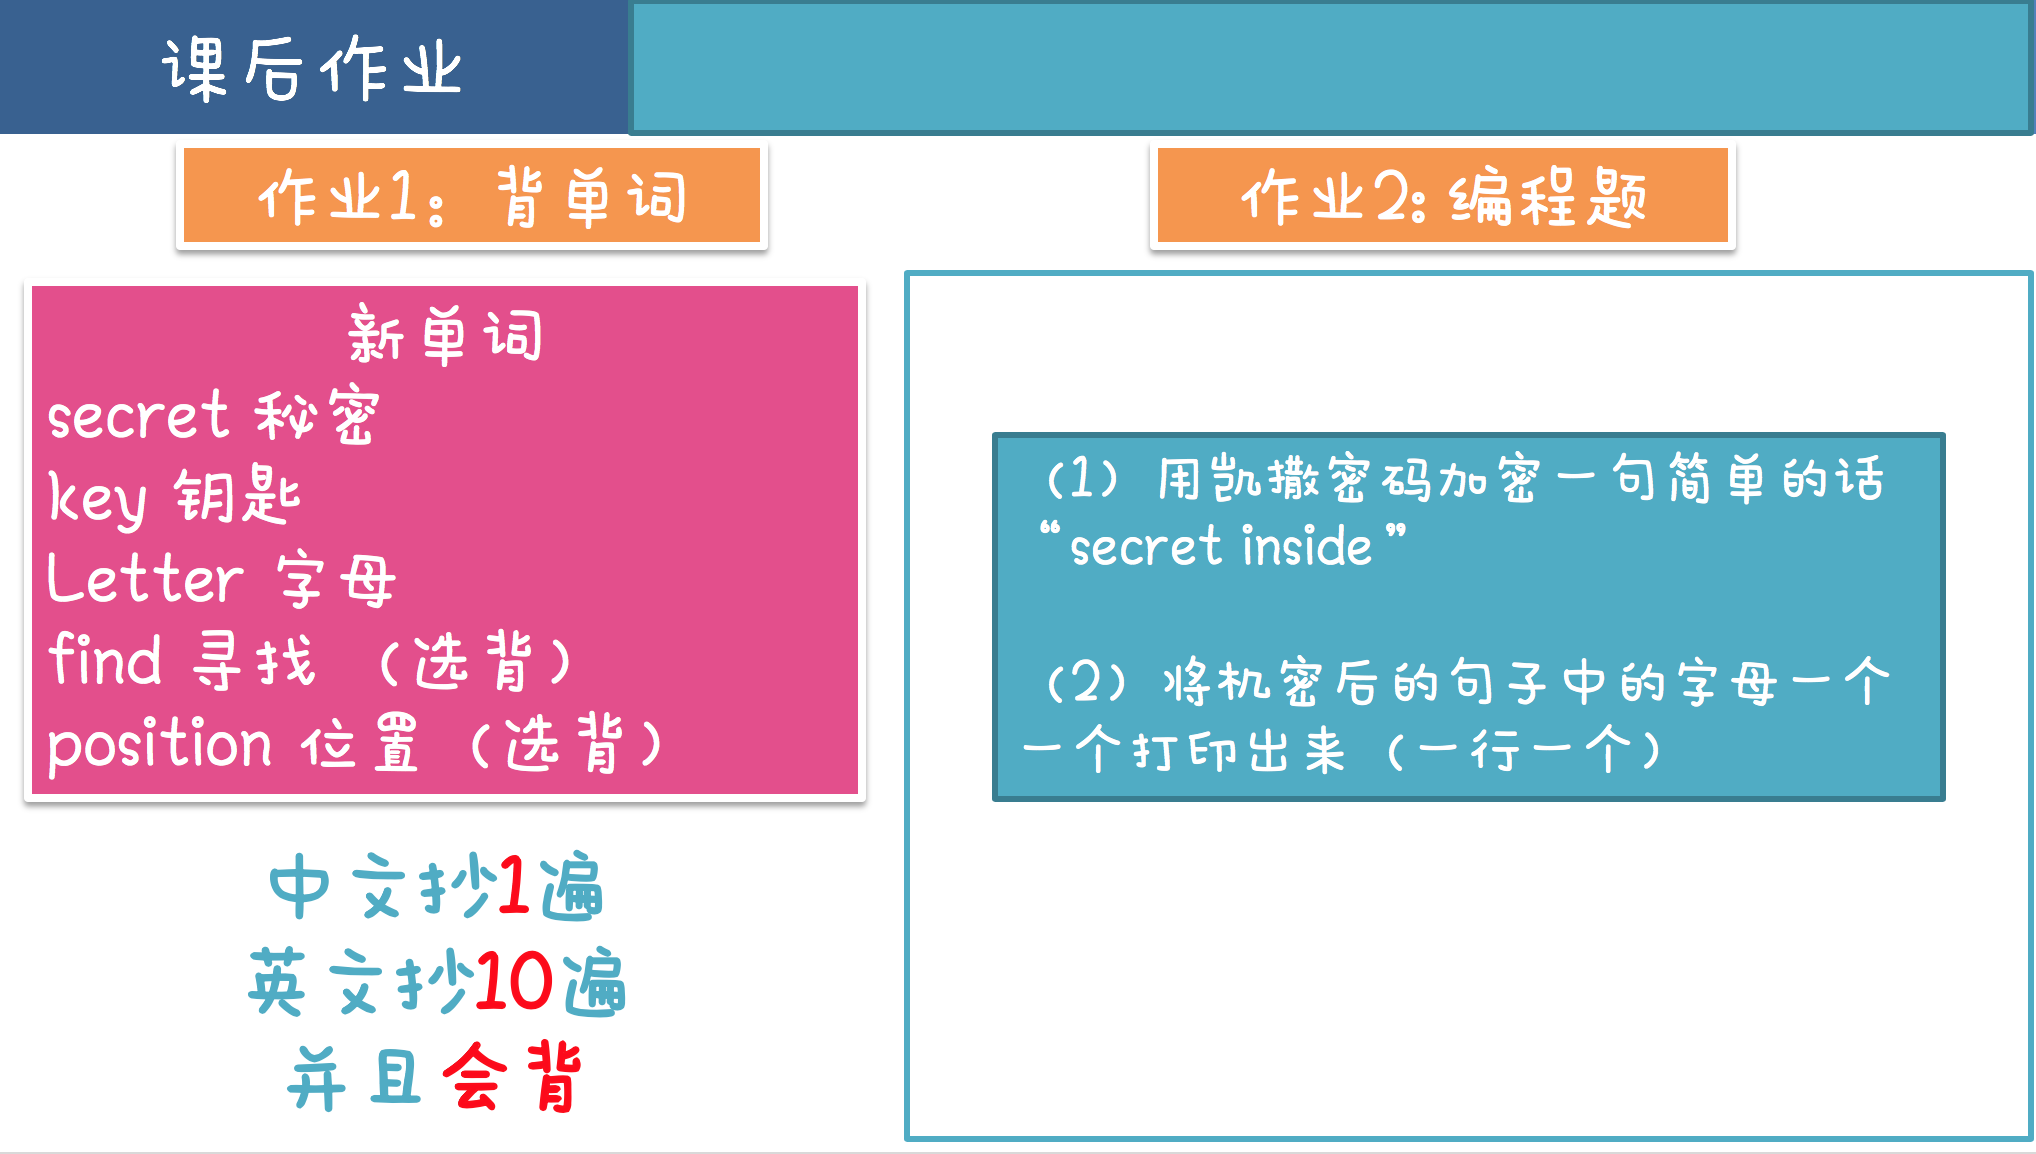 课后作业
作业1：背单词
新单词
secret 秘密
key 钥匙
Letter 字母
find 寻找 （选背）
position 位置（选背）
中文抄1遍
英文抄10遍
并且会背
作业2：编程题
（1）用凯撒密码加密一句简单的话
“secret inside”
（2）将机密后的句子中的字母一个
一个打印出来（一行一个）